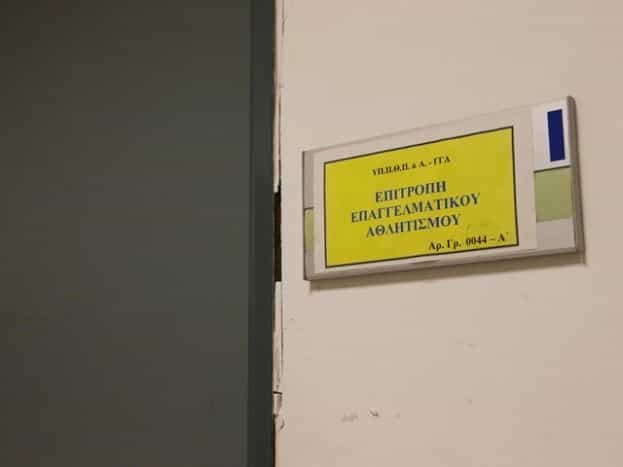 ΥΠ.Π.Θ.Π. & Α. - ΓΓΑ
ΕΠΙΤΡΟΠΗ
ΕΠΑΓΓΕΛΜΑΤΙΚΟΥ
ΑΘΛΗΤΙΣΜΟΥ
Αρ. Γρ. 0044 – Α΄